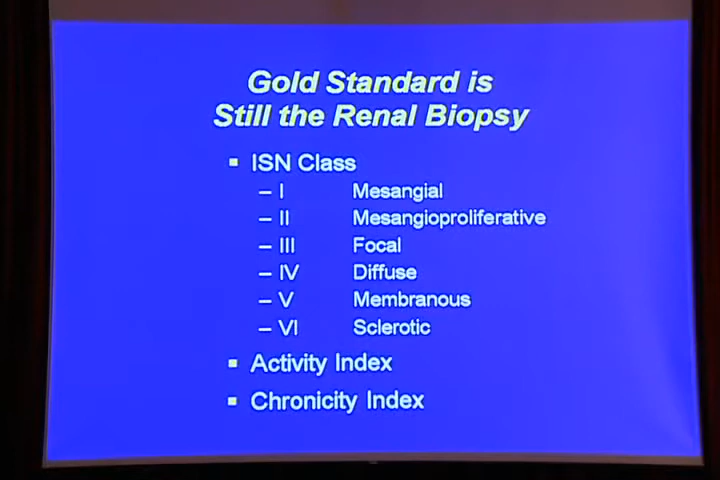 Gold Standard is
Still the Renal Biopsy
▪ ISN Class
– I Mesangial
– II Mesangioproliferative
– III Focal
– IV Diffuse
– V Membranous
– VI Sclerotic
▪ Activity Index
▪ Chronicity Index